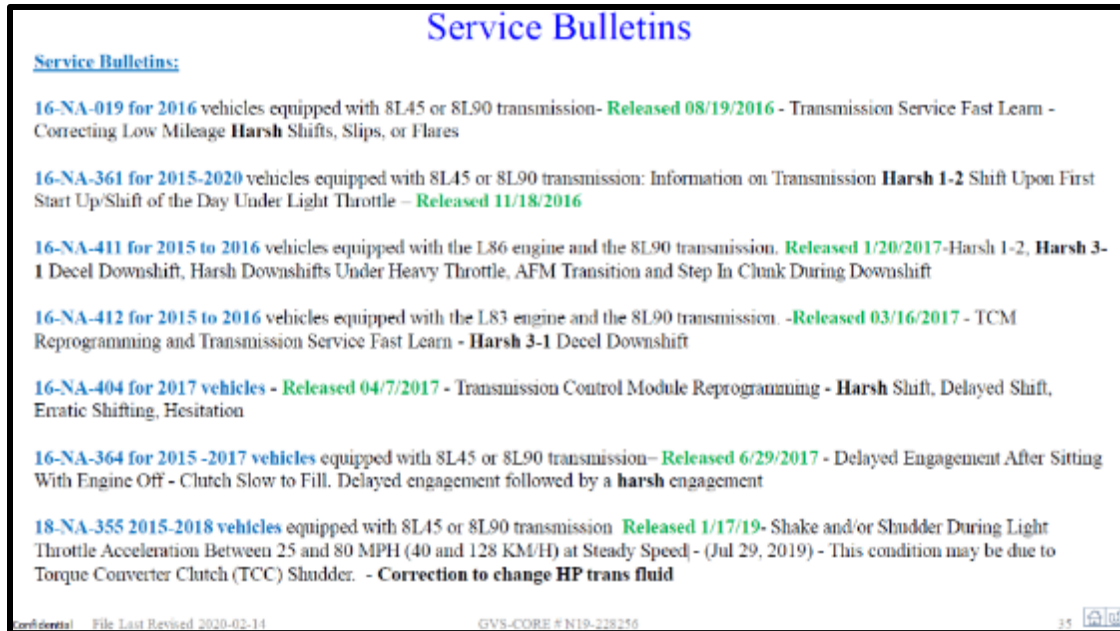 Service Bulletins
Service Bulletins:
16-NA-019 for 2016 vehicles equipped with 8L45 or 8L90 transmission- Released 08/19/2016 - Transmission Service Fast Learn -
Correcting Low Mileage Harsh Shifts, Slips, or Flares
16-NA-361 for 2015-2020 vehicles equipped with 8L45 or 8L90 transmission: Information on Transmission Harsh 1-2 Shift Upon First
Start Up/Shift of the Day Under Light Throttle – Released 11/18/2016
16-NA-411 for 2015 to 2016 vehicles equipped with the L86 engine and the 8L90 transmission. Released 1/20/2017-Harsh 1-2, Harsh 3-
1 Decel Downshift, Harsh Downshifts Under Heavy Throttle, AFM Transition and Step In Clunk During Downshift
16-NA-412 for 2015 to 2016 vehicles equipped with the L83 engine and the 8L90 transmission. -Released 03/16/2017 - TCM
Reprogramming and Transmission Service Fast Learn - Harsh 3-1 Decel Downshift
16-NA-404 for 2017 vehicles - Released 04/7/2017 - Transmission Control Module Reprogramming - Harsh Shift, Delayed Shift,
Erratic Shifting, Hesitation
16-NA-364 for 2015 -2017 vehicles equipped with 8L45 or 8L90 transmission– Released 6/29/2017 - Delayed Engagement After Sitting
With Engine Off - Clutch Slow to Fill. Delayed engagement followed by a harsh engagement
18-NA-355 2015-2018 vehicles equipped with 8L45 or 8L90 transmission Released 1/17/19- Shake and/or Shudder During Light
Throttle Acceleration Between 25 and 80 MPH (40 and 128 KM/H) at Steady Speed - (Jul 29, 2019) - This condition may be due to
Torque Converter Clutch (TCC) Shudder. - Correction to change HP trans fluid
Confidential File Last Revised 2020-02-14 GVS-CORE # N19-228256 35